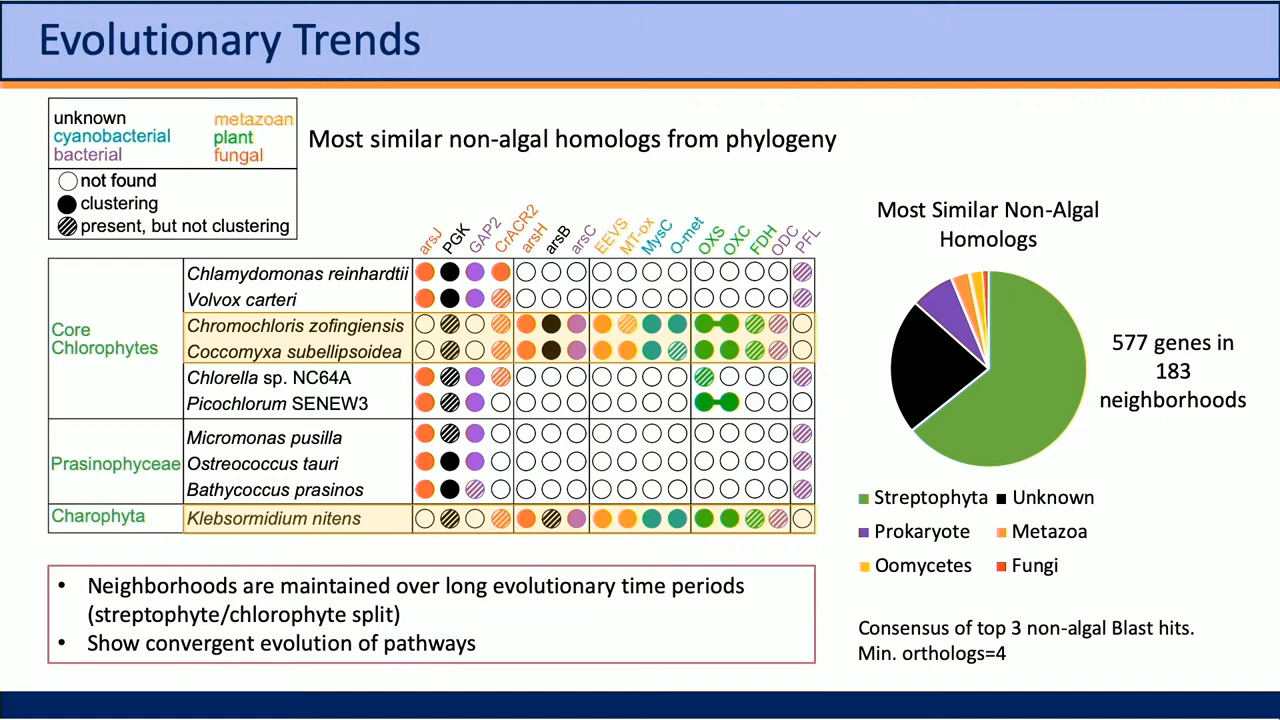 Evolutionary Trends
unknown metazoan
cyanobacterial plant
bacterial fungal
not found
clustering
present, but not clustering
Most similar non-algal homologs from phylogeny
arsJ PGK GAP2 CrACR2 arsH arsB arsC EEVS MT-ox MysC O-met OXS OXC FDH ODC PFL
Core
Chlorophytes
Chlamydomonas reinhardtii
Volvox carteri
Chromochloris zofingiensis
Coccomyxa subellipsoidea
Chlorella sp. NC64A
Picochlorum SENEW3
Prasinophyceae
Micromonas pusilla
Ostreococcus tauri
Bathycoccus prasinos
Charophyta
Klebsormidium nitens
• Neighborhoods are maintained over long evolutionary time periods
(streptophyte/chlorophyte split)
• Show convergent evolution of pathways
Most Similar Non-Algal
Homologs
577 genes in
183
neighborhoods
Streptophyta Unknown
Prokaryote Metazoa
Oomycetes Fungi
Consensus of top 3 non-algal Blast hits.
Min. orthologs=4